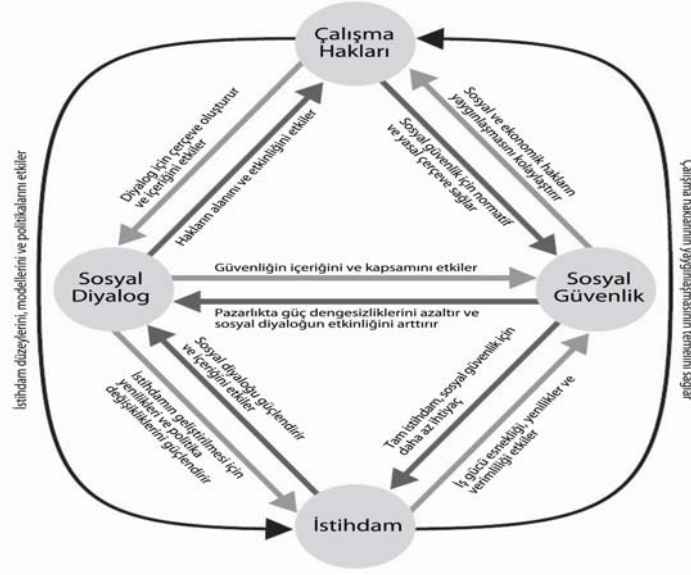 Çalışma
Hakları
Diyalog için çerçeve oluşturur
ve içeriğini etkiler
Hakların alanını ve etkinliğini etkiler
Sosyal güvenlik için normatif
ve yasal çerçeve sağlar
Sosyal ve ekonomik hakların
yaygınlaşmasını kolaylaştırır
İstihdam düzeylerini, modellerini ve politikalarını etkiler
Çalışma haklarının yaygınlaşmasının temelini sağlar
Sosyal
Diyalog
Güvenliğin içeriğini ve kapsamını etkiler
Pazarlıkta güç dengesizliklerini azaltır ve
sosyal diyaloğun etkinliğini arttırır
Sosyal
Güvenlik
İstihdamın geliştirilmesi için
yenilikleri ve politika
değişikliklerini güçlendirir
Sosyal diyaloğu güçlendirir
ve içeriğini etkiler
Tam istihdam, sosyal güvenlik için
daha az ihtiyaç
İş gücü esnekliği, yenilikler ve
verimliliği etkiler
İstihdam